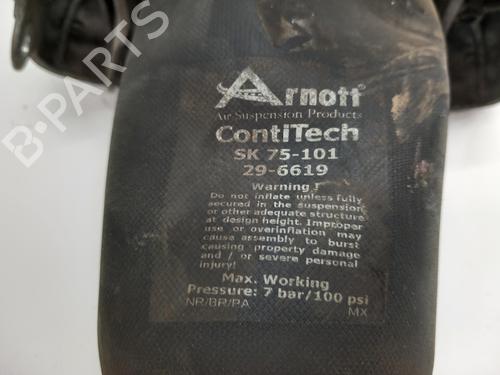 Arnott
Air Suspension Products
ContiTech
SK 75-101
29-6619
Warning !
Do not inflate unless fully
secured in the suspension
or other adequate structure
at design height. Improper
use or overinflation may
cause assembly to burst
causing property damage
and / or severe personal
injury!
Max. Working
Pressure: 7 bar/100 psi
NR/BR/PA
MX
B-PARTS